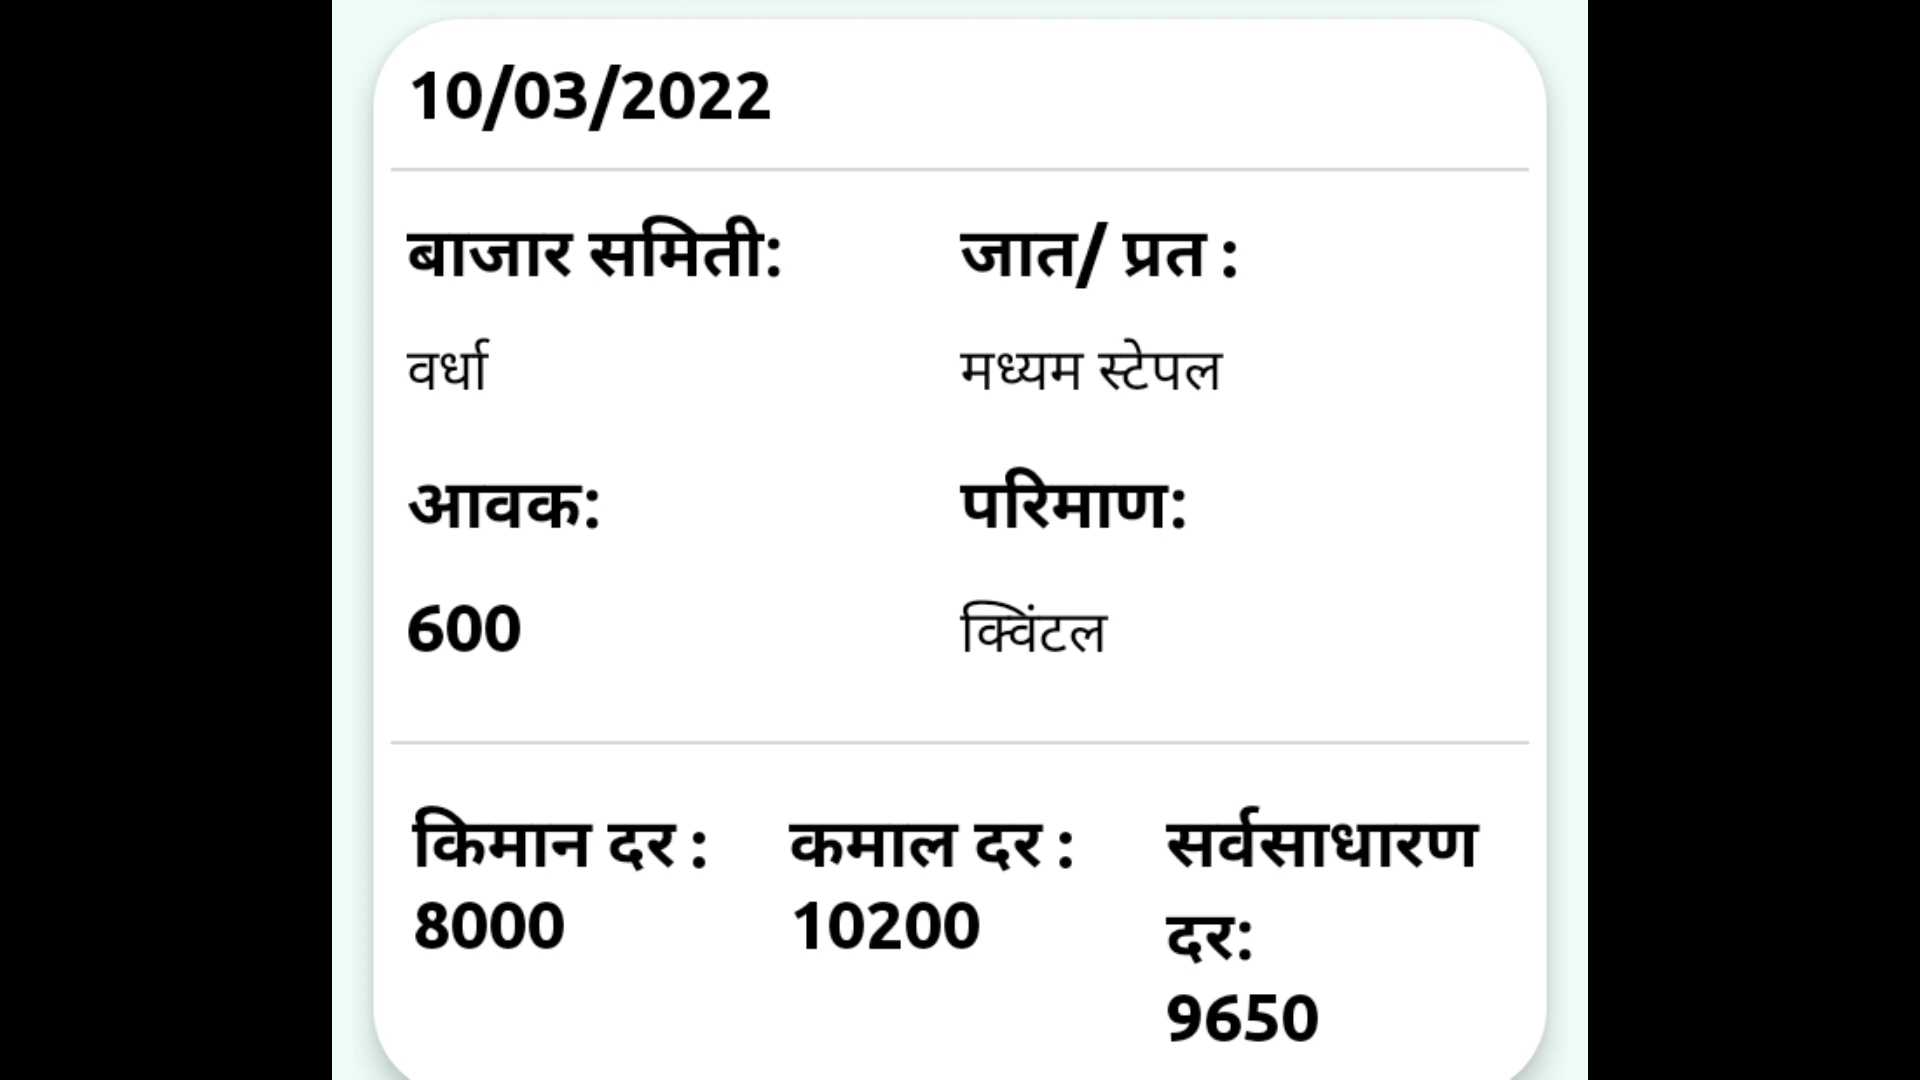 10/03/2022
बाजार समिती: जात/ प्रत :
वर्धा मध्यम स्टेपल
आवक: परिमाण:
600 क्विंटल
किमान दर : कमाल दर : सर्वसाधारण
8000 10200 दर:
9650